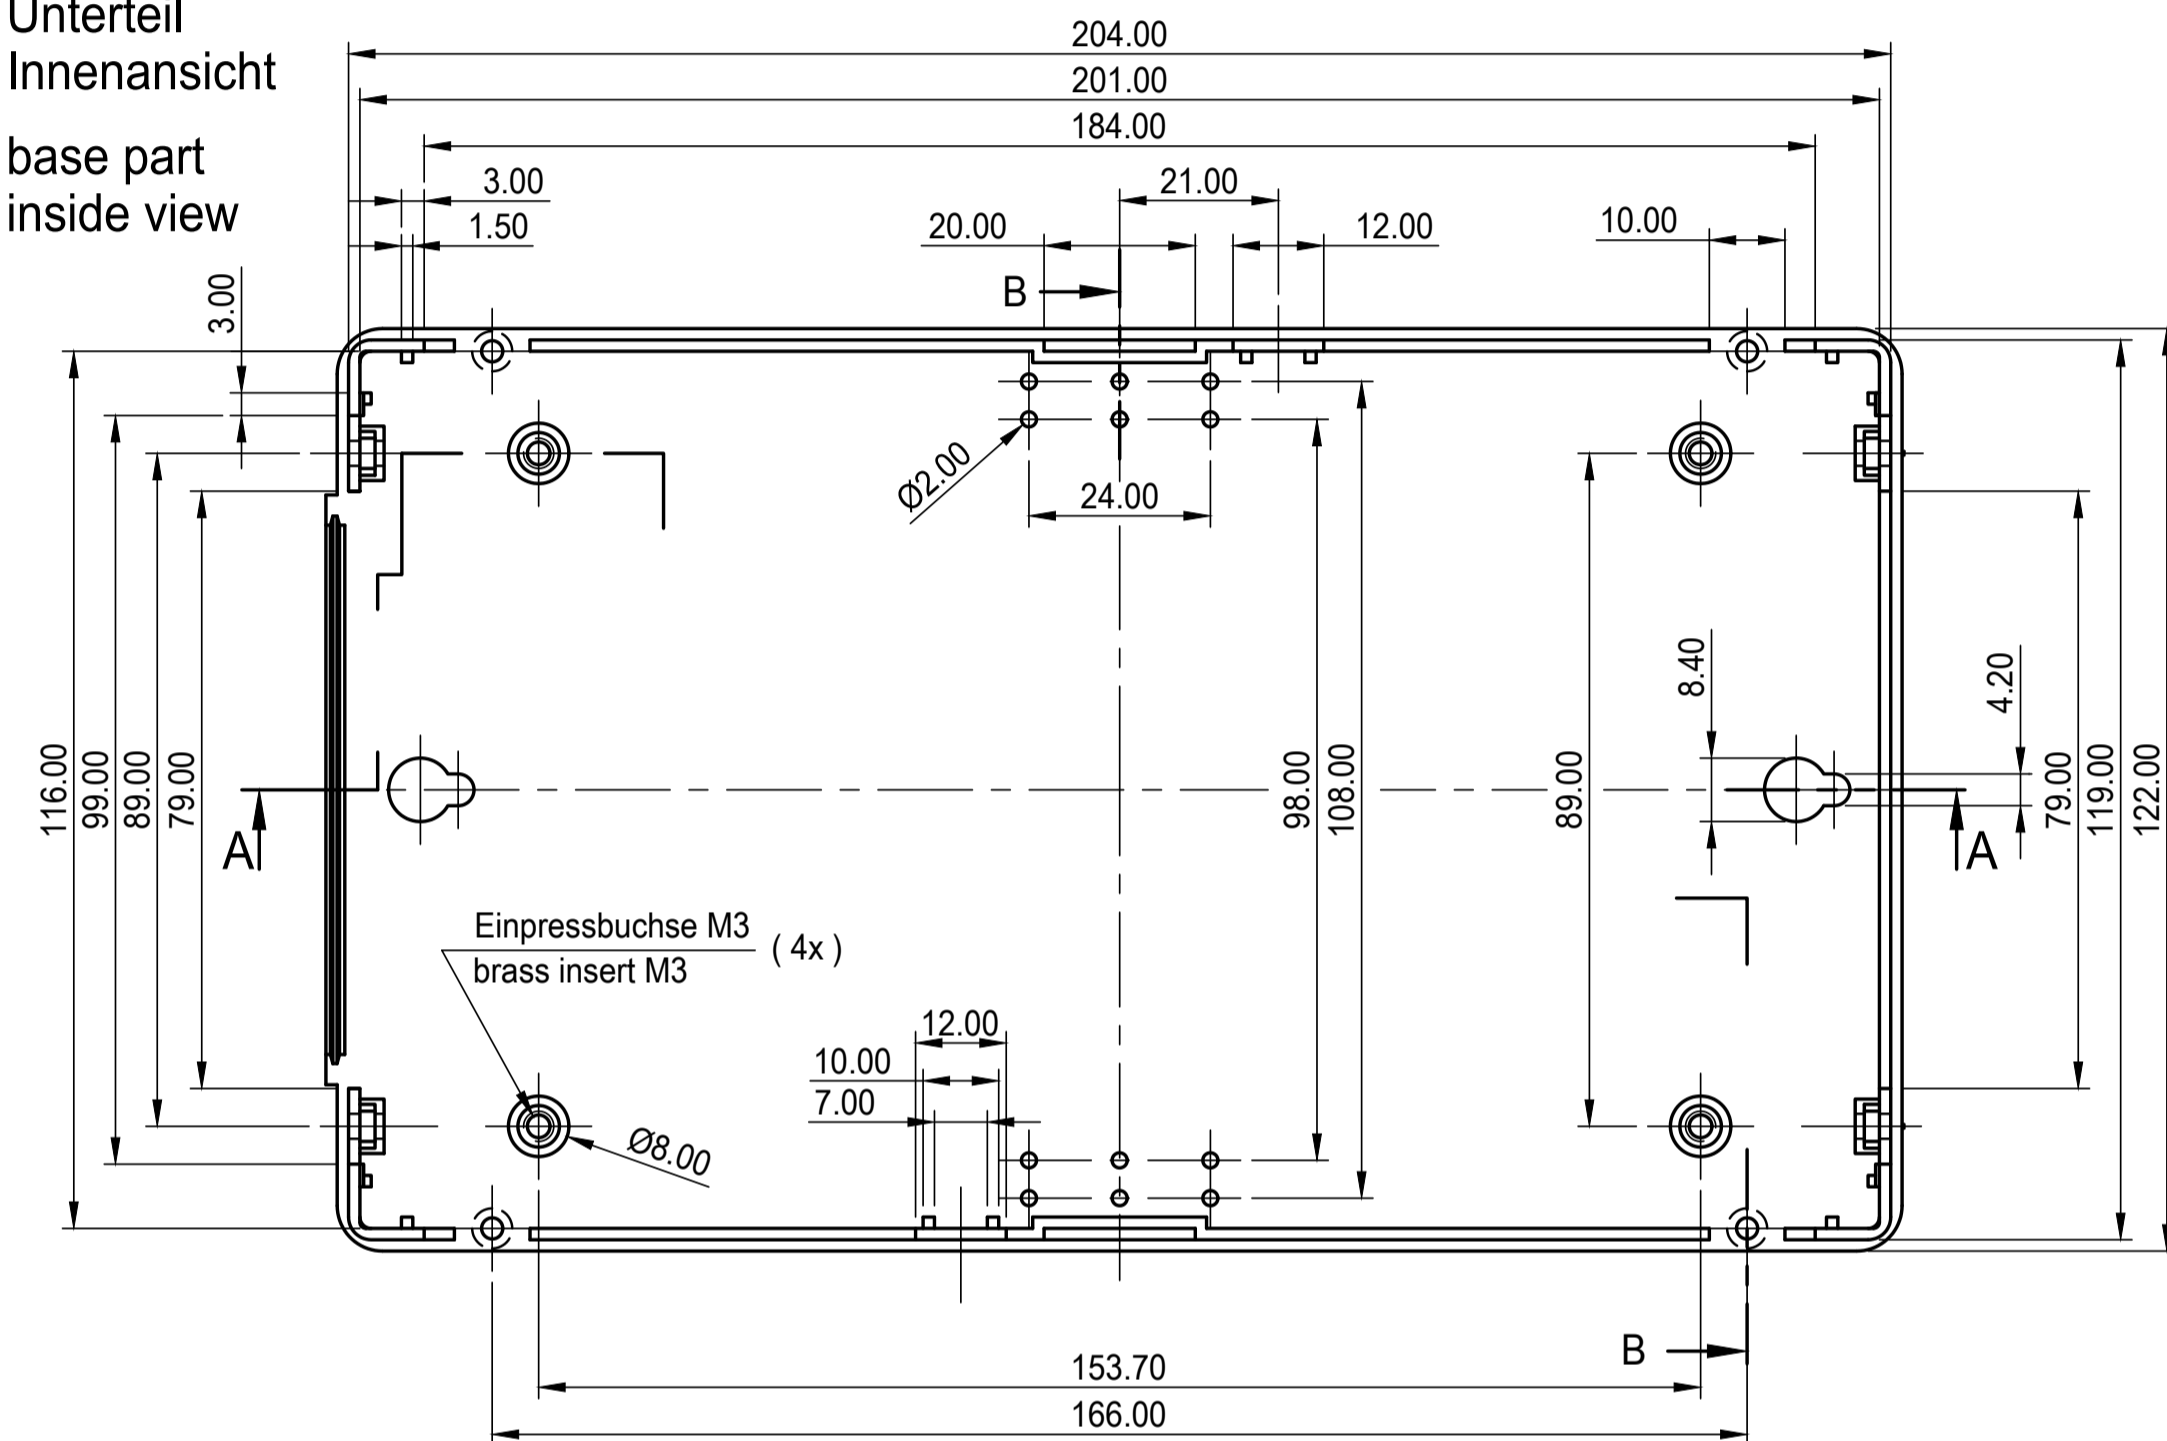 Unterteil
Innenansicht
base part
inside view
204.00
201.00
184.00
3.00
21.00
1.50
20.00
12.00
10.00
3.00
B
Ø2.00
24.00
8.40
4.20
116.00
99.00
89.00
79.00
98.00
108.00
89.00
79.00
119.00
122.00
A
A
Einpressbuchse M3
( 4x )
brass insert M3
12.00
10.00
7.00
Ø8.00
B
153.70
166.00